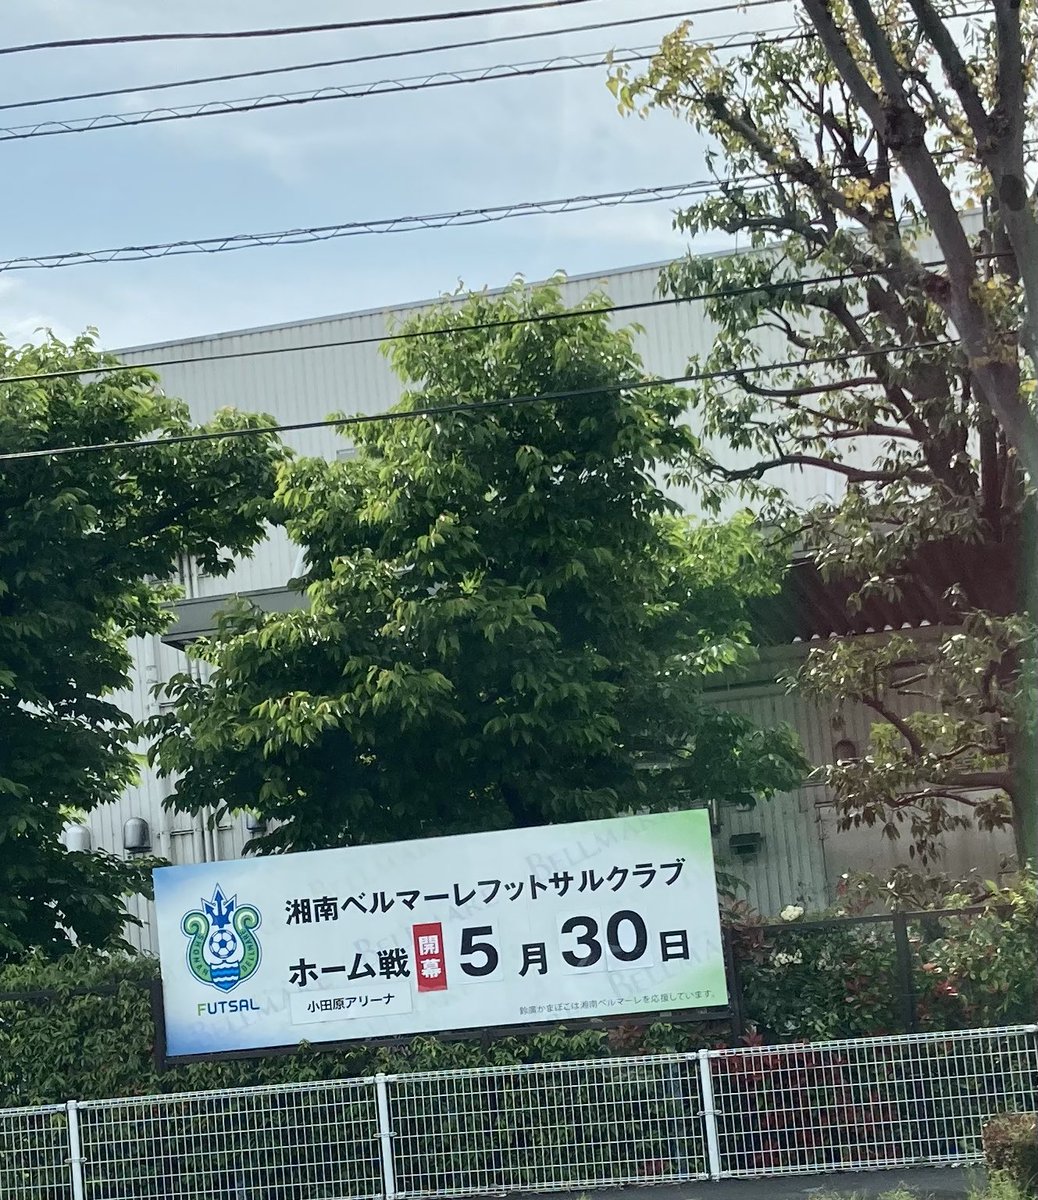 湘南ベルマーレフットサルクラブ
ホーム戦 開幕 5月30日
小田原アリーナ
鈴廣かまぼこは湘南ベルマーレを応援しています。
FUTSAL
BELLMARE